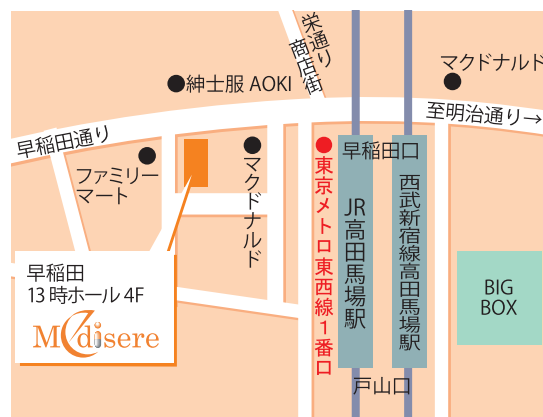 栄通り
商店街
マクドナルド
紳士服 AOKI
至明治通り→
早稲田通り
ファミリー
マート
マクドナルド
東京メトロ東西線1番口
早稲田口
JR高田馬場駅
西武新宿線高田馬場駅
早稲田
13時ホール 4F
Medisere
BIG
BOX
戸山口